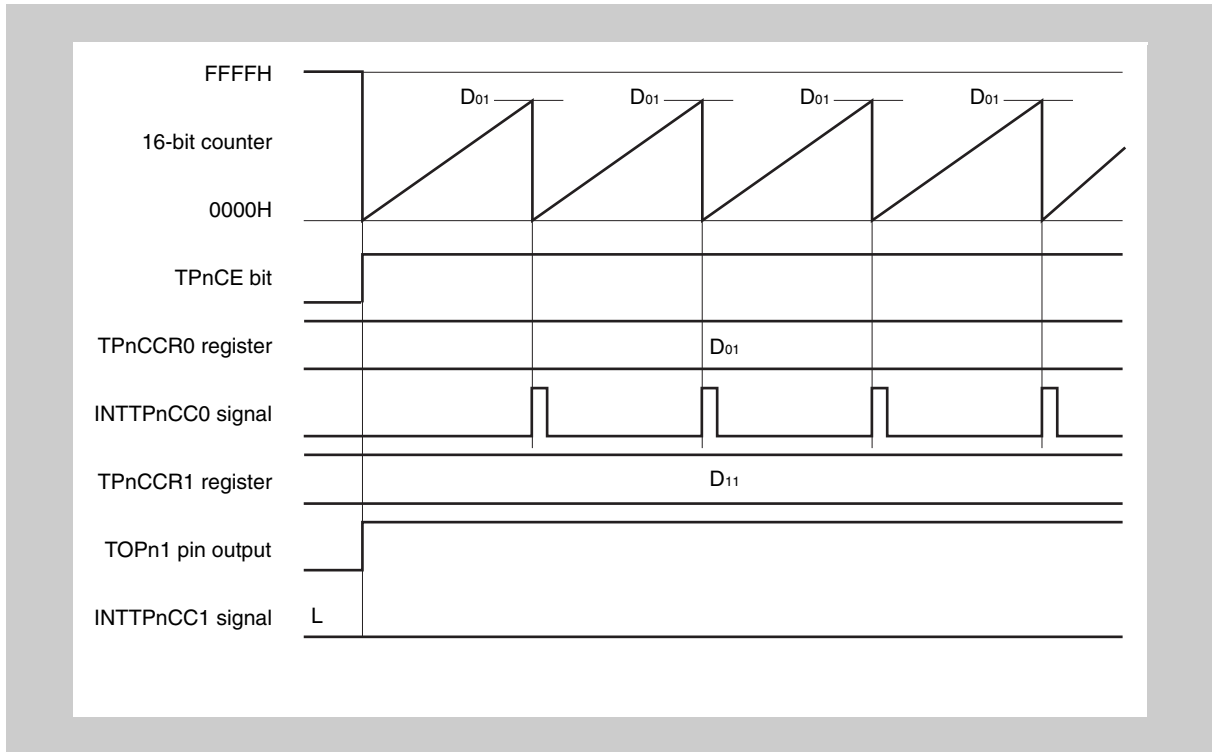 FFFFH
D01 D01 D01 D01
16-bit counter
0000H
TPnCE bit
TPnCCR0 register D01
INTTPnCC0 signal
TPnCCR1 register D11
TOPn1 pin output
INTTPnCC1 signal L